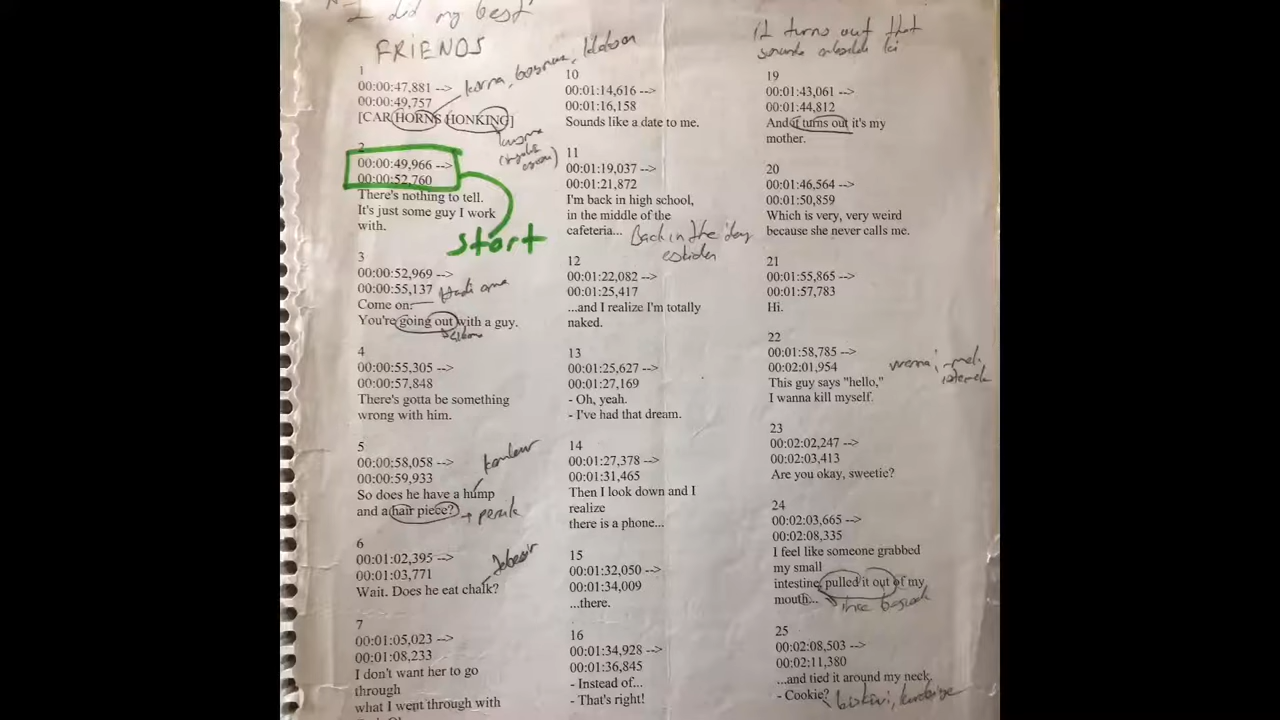 "I did my best"
FRIENDS
1
00:00:47,881 -->
00:00:49,757
[CAR HORNS HONKING]
korna, boynuz
2
00:00:49,966 -->
00:00:52,760
There's nothing to tell.
It's just some guy I work
with.
start
3
00:00:52,969 -->
00:00:55,137
Hadi ama
Come on.
You're going out with a guy.
4
00:00:55,305 -->
00:00:57,848
There's gotta be something
wrong with him.
5
00:00:58,058 -->
00:00:59,933
kambur
So does he have a hump
and a hair piece?
peruk
6
00:01:02,395 -->
00:01:03,771
Tebeşir
Wait. Does he eat chalk?
7
00:01:05,023 -->
00:01:08,233
I don't want her to go
through
what I went through with
10
00:01:14,616 -->
00:01:16,158
Sounds like a date to me.
11
00:01:19,037 -->
00:01:21,872
I'm back in high school,
in the middle of the
cafeteria...
Back in the day
eskiden
12
00:01:22,082 -->
00:01:25,417
...and I realize I'm totally
naked.
13
00:01:25,627 -->
00:01:27,169
- Oh, yeah.
- I've had that dream.
14
00:01:27,378 -->
00:01:31,465
Then I look down and I
realize
there is a phone...
15
00:01:32,050 -->
00:01:34,009
...there.
16
00:01:34,928 -->
00:01:36,845
- Instead of...
- That's right!
it turns out that
19
00:01:43,061 -->
00:01:44,812
And it turns out it's my
mother.
20
00:01:46,564 -->
00:01:50,859
Which is very, very weird
because she never calls me.
21
00:01:55,865 -->
00:01:57,783
Hi.
22
00:01:58,785 -->
00:02:01,954
This guy says "hello,"
I wanna kill myself.
istemek
23
00:02:02,247 -->
00:02:03,413
Are you okay, sweetie?
24
00:02:03,665 -->
00:02:08,335
I feel like someone grabbed
my small
intestine, pulled it out of my
mouth...
25
00:02:08,503 -->
00:02:11,380
...and tied it around my neck.
- Cookie?
bisküvi, kurabiye